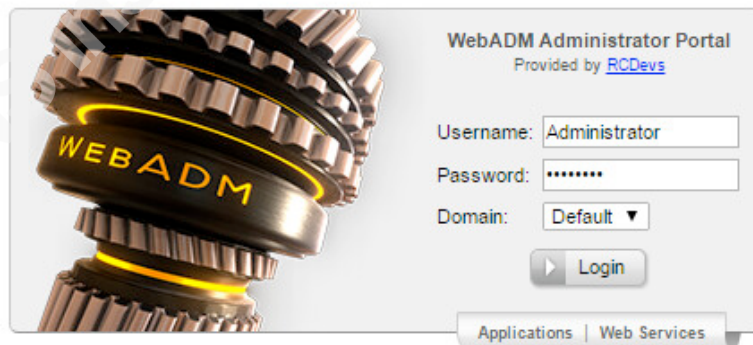 WebADM Administrator Portal
Provided by RCDevs
WEBADM
Username: Administrator
Password: ••••••••
Domain: Default ▼
Login
Applications | Web Services